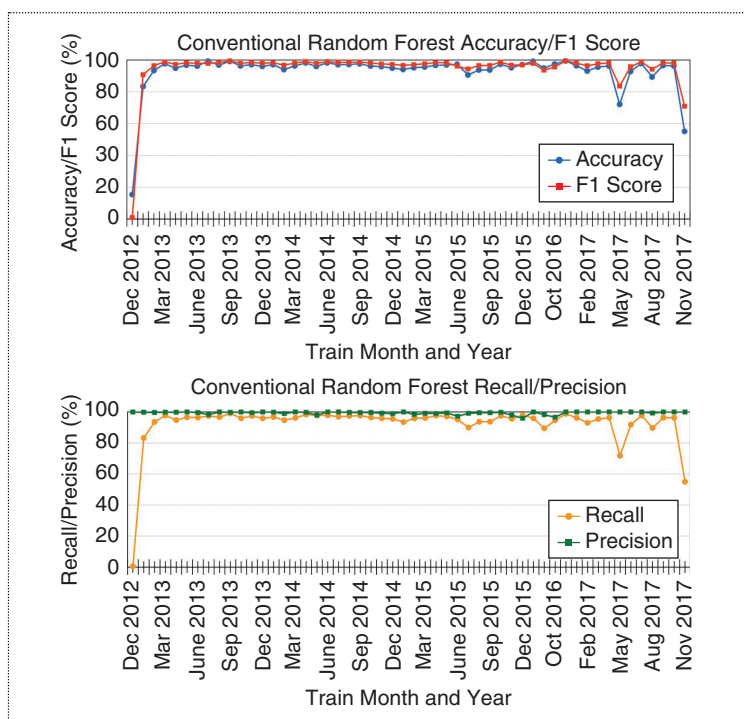 Conventional Random Forest Accuracy/F1 Score
Accuracy/F1 Score (%)
100
80
60
40
20
0
Accuracy
F1 Score
Dec 2012
Mar 2013
June 2013
Sep 2013
Dec 2013
Mar 2014
June 2014
Sep 2014
Dec 2014
Mar 2015
June 2015
Sep 2015
Dec 2015
Oct 2016
Feb 2017
May 2017
Aug 2017
Nov 2017
Train Month and Year
Conventional Random Forest Recall/Precision
Recall/Precision (%)
100
80
60
40
20
0
Recall
Precision
Dec 2012
Mar 2013
June 2013
Sep 2013
Dec 2013
Mar 2014
June 2014
Sep 2014
Dec 2014
Mar 2015
June 2015
Sep 2015
Dec 2015
Oct 2016
Feb 2017
May 2017
Aug 2017
Nov 2017
Train Month and Year